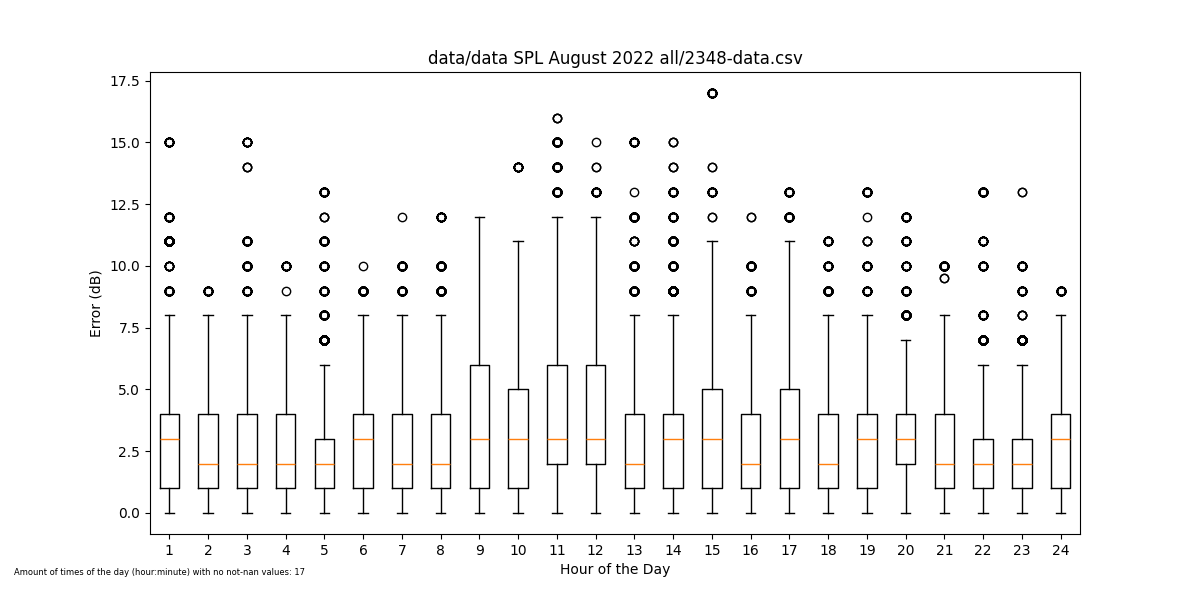 data/data SPL August 2022 all/2348-data.csv
17.5
15.0
12.5
10.0
7.5
5.0
2.5
0.0
Error (dB)
1 2 3 4 5 6 7 8 9 10 11 12 13 14 15 16 17 18 19 20 21 22 23 24
Hour of the Day
Amount of times of the day (hour:minute) with no not-nan values: 17